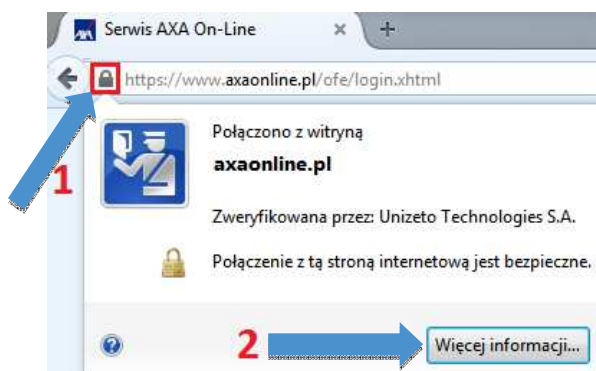 Serwis AXA On-Line
https://www.axaonline.pl/ofe/login.xhtml
Połączono z witryną
axaonline.pl
1
Zweryfikowana przez: Unizeto Technologies S.A.
Połączenie z tą stroną internetową jest bezpieczne.
2
Więcej informacji...